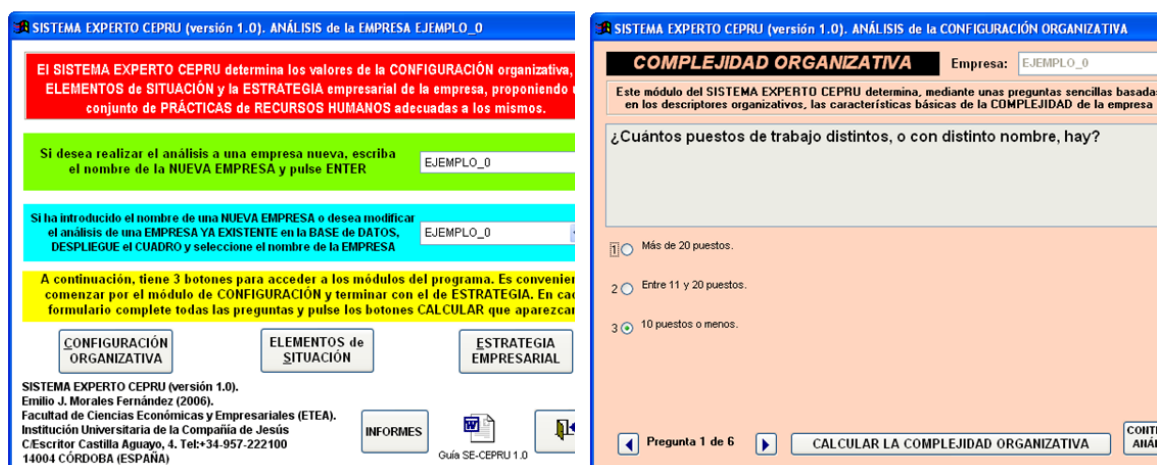 SISTEMA EXPERTO CEPRU (versión 1.0). ANÁLISIS de la EMPRESA EJEMPLO_0
El SISTEMA EXPERTO CEPRU determina los valores de la CONFIGURACIÓN organizativa,
ELEMENTOS de SITUACIÓN y la ESTRATEGIA empresarial de la empresa, proponiendo
conjunto de PRÁCTICAS de RECURSOS HUMANOS adecuadas a los mismos.
Si desea realizar el análisis a una empresa nueva, escriba
el nombre de la NUEVA EMPRESA y pulse ENTER
EJEMPLO_0
Si ha introducido el nombre de una NUEVA EMPRESA o desea modificar
el análisis de una EMPRESA YA EXISTENTE en la BASE de DATOS,
DESPLIEGUE el CUADRO y seleccione el nombre de la EMPRESA
EJEMPLO_0
A continuación, tiene 3 botones para acceder a los módulos del programa. Es convenien
comenzar por el módulo de CONFIGURACIÓN y terminar con el de ESTRATEGIA. En cad
formulario complete todas las preguntas y pulse los botones CALCULAR que aparezcan
CONFIGURACIÓN
ORGANIZATIVA
ELEMENTOS de
SITUACIÓN
ESTRATEGIA
EMPRESARIAL
SISTEMA EXPERTO CEPRU (versión 1.0).
Emilio J. Morales Fernández (2006).
Facultad de Ciencias Económicas y Empresariales (ETEA).
Institución Universitaria de la Compañía de Jesús
C/Escritor Castilla Aguayo, 4. Tel:+34-957-222100
14004 CÓRDOBA (ESPAÑA)
INFORMES
Guía SE-CEPRU 1.0
SISTEMA EXPERTO CEPRU (versión 1.0). ANÁLISIS de la CONFIGURACIÓN ORGANIZATIVA
COMPLEJIDAD ORGANIZATIVA
Empresa: EJEMPLO_0
Este módulo del SISTEMA EXPERTO CEPRU determina, mediante unas preguntas sencillas basadas
en los descriptores organizativos, las características básicas de la COMPLEJIDAD de la empresa
¿Cuántos puestos de trabajo distintos, o con distinto nombre, hay?
1 Más de 20 puestos.
2 Entre 11 y 20 puestos.
3 10 puestos o menos.
Pregunta 1 de 6
CALCULAR LA COMPLEJIDAD ORGANIZATIVA